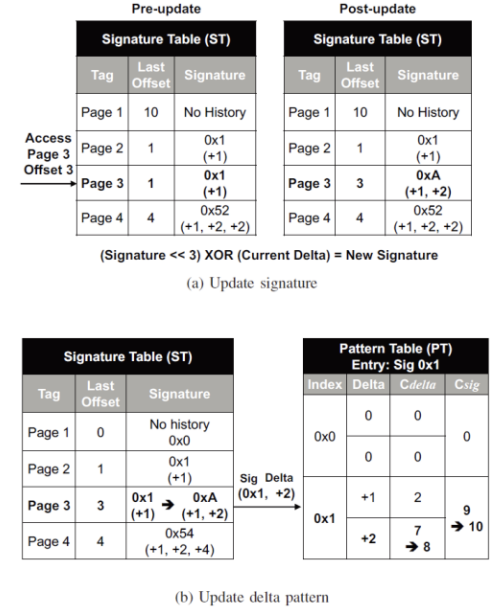 Pre-update
Post-update
Signature Table (ST)
Tag Last Offset Signature
Page 1 10 No History
Page 2 1 0x1 (+1)
Page 3 1 0x1 (+1)
Page 4 4 0x52 (+1, +2, +2)
Access
Page 3
Offset 3
Signature Table (ST)
Tag Last Offset Signature
Page 1 10 No History
Page 2 1 0x1 (+1)
Page 3 3 0xA (+1, +2)
Page 4 4 0x52 (+1, +2, +2)
(Signature << 3) XOR (Current Delta) = New Signature
(a) Update signature
Signature Table (ST)
Tag Last Offset Signature
Page 1 0 No history 0x0
Page 2 1 0x1 (+1)
Page 3 3 0x1 (+1) ➔ 0xA (+1, +2)
Page 4 4 0x54 (+1, +2, +4)
Sig Delta
(0x1, +2)
Pattern Table (PT)
Entry: Sig 0x1
Index Delta Cdelta Csig
0x0 0 0 0
0 0
0x1 +1 2 9 ➔ 10
+2 7 ➔ 8
(b) Update delta pattern